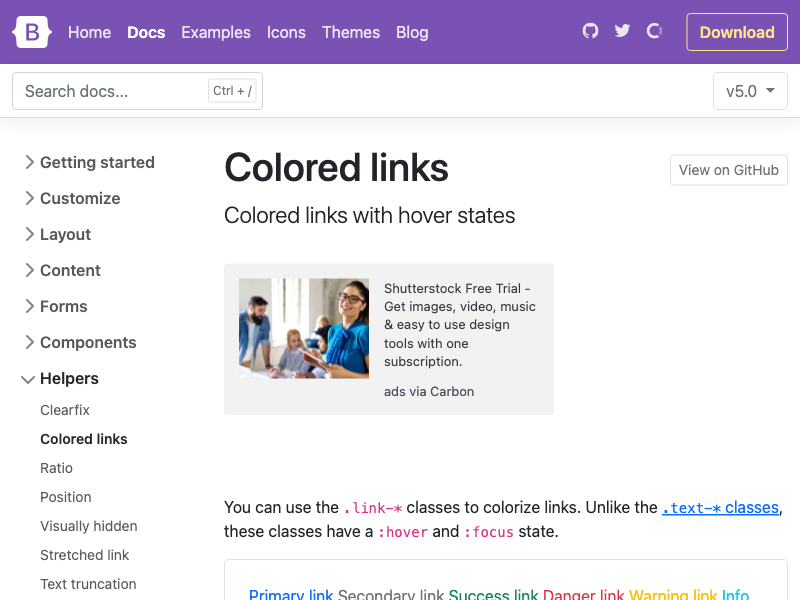 B Home Docs Examples Icons Themes Blog Download
Search docs... Ctrl + / v5.0
Getting started
Customize
Layout
Content
Forms
Components
Helpers
Clearfix
Colored links
Ratio
Position
Visually hidden
Stretched link
Text truncation
Colored links
View on GitHub
Colored links with hover states
Shutterstock Free Trial -
Get images, video, music
& easy to use design
tools with one
subscription.
ads via Carbon
You can use the .link-* classes to colorize links. Unlike the .text-* classes,
these classes have a :hover and :focus state.
Primary link Secondary link Success link Danger link Warning link Info